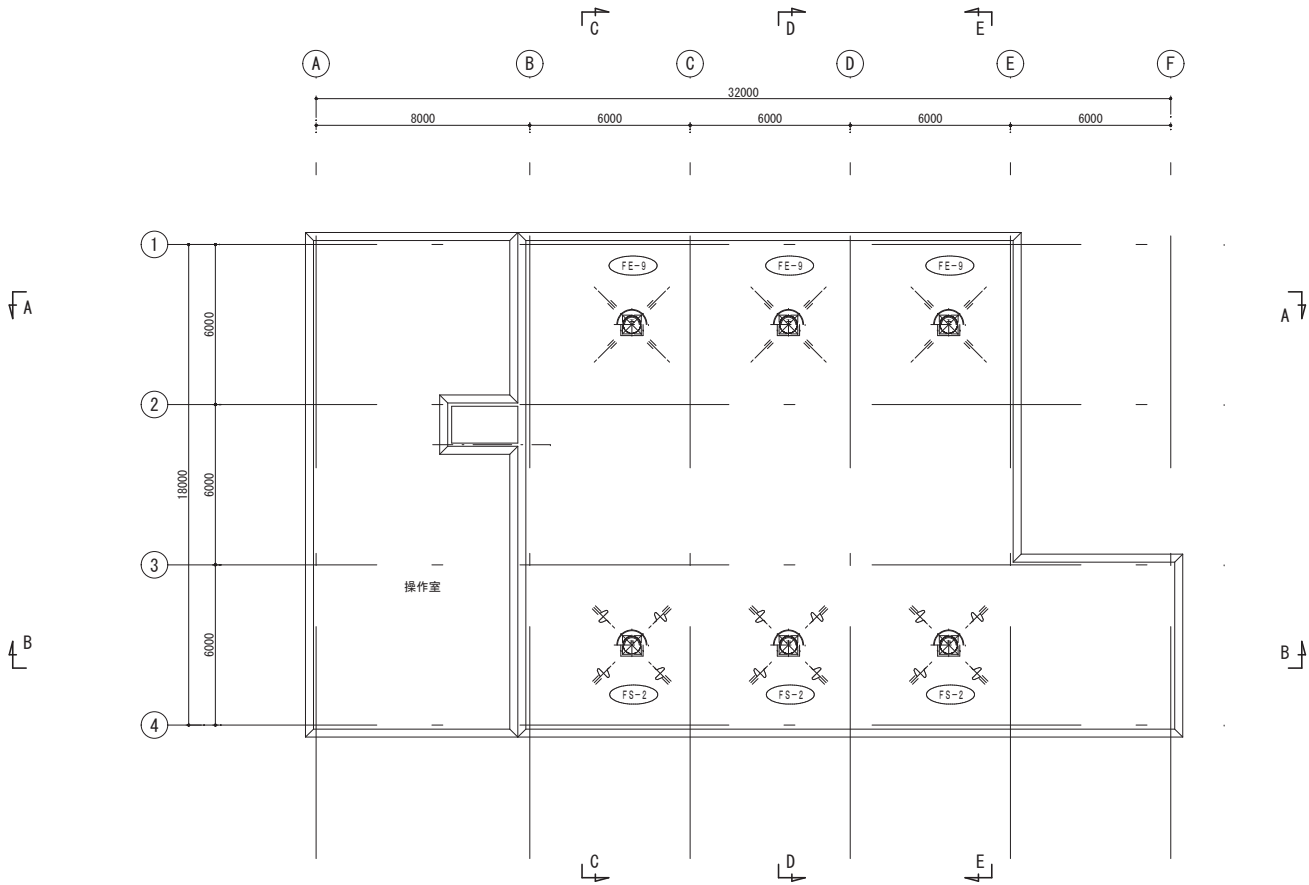 C D E
A B C D E F
32000
8000 6000 6000 6000 6000
1
FE-9 FE-9 FE-9
A A
6000
2
18000 6000
3
操作室
B B
6000
FS-2 FS-2 FS-2
4
C D E